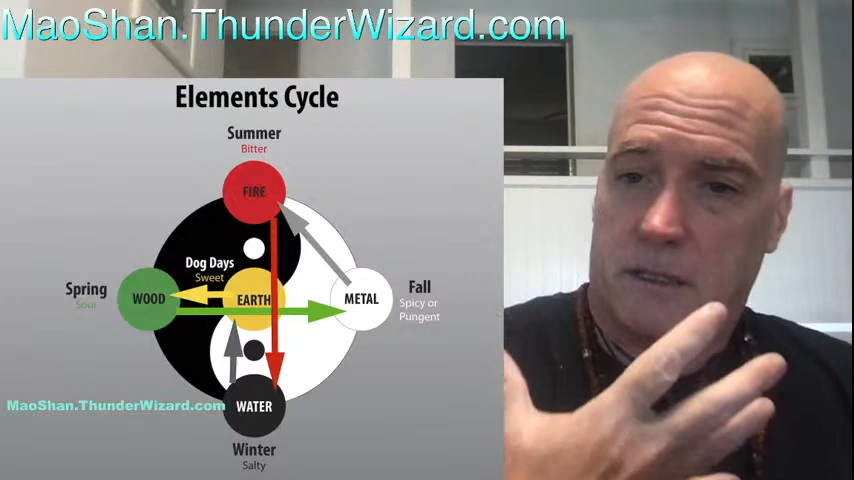 MaoShan.ThunderWizard.com
Elements Cycle
Summer
Bitter
FIRE
Dog Days
Sweet
Spring
Sour
WOOD
EARTH
METAL
Fall
Spicy or
Pungent
MaoShan.ThunderWizard.com
WATER
Winter
Salty